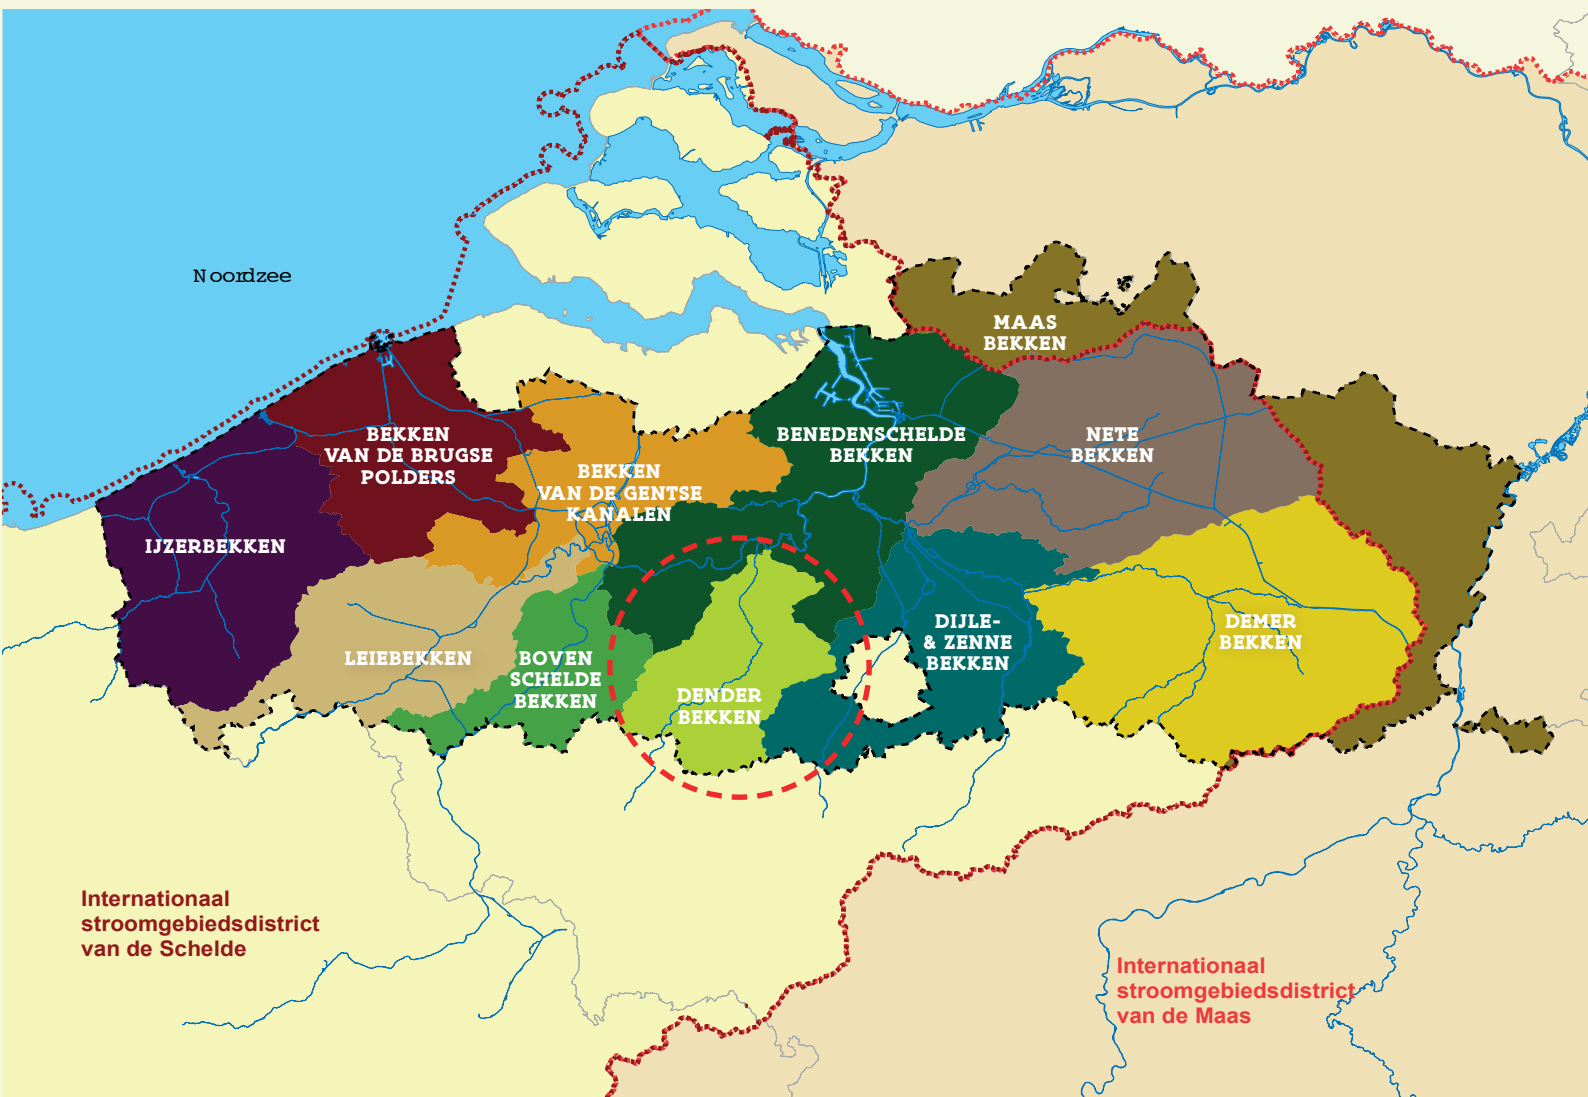 Noordzee
MAAS
BEKKEN
BEKKEN
VAN DE BRUGSE
POLDERS
BENEDENSCHELDE
BEKKEN
NETE
BEKKEN
BEKKEN
VAN DE GENTSE
KANALEN
IJZERBEKKEN
LEIEBEKKEN
BOVEN
SCHELDE
BEKKEN
DENDER
BEKKEN
DIJLE-
& ZENNE
BEKKEN
DEMER
BEKKEN
Internationaal
stroomgebiedsdistrict
van de Schelde
Internationaal
stroomgebiedsdistrict
van de Maas